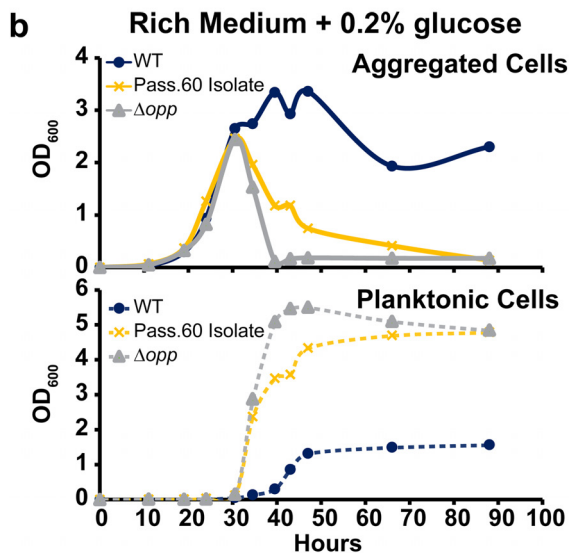 b
Rich Medium + 0.2% glucose
Aggregated Cells
WT
Pass.60 Isolate
Δopp
OD600
4
3
2
1
0
Planktonic Cells
WT
Pass.60 Isolate
Δopp
OD600
6
5
4
3
2
1
0
0 10 20 30 40 50 60 70 80 90 100
Hours